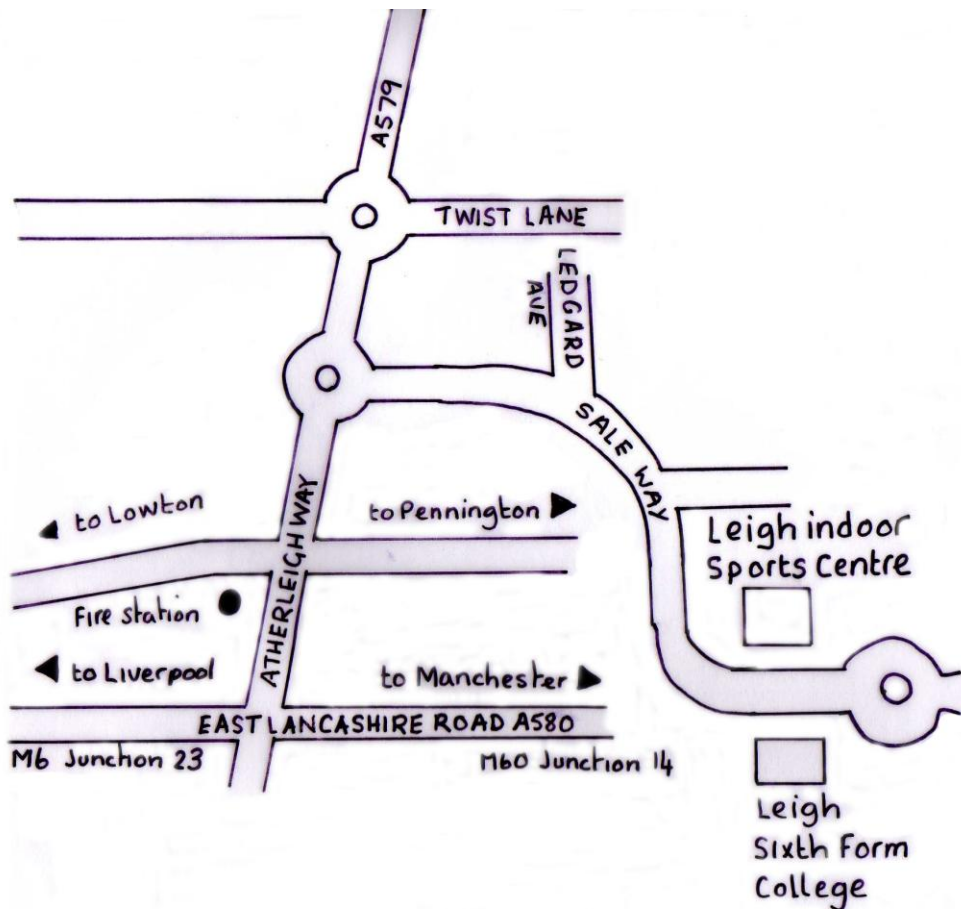 A579
TWIST LANE
LEDGARD
AVE
SALE WAY
ATHERLEIGH WAY
to Lowton
to Pennington
Leigh indoor
Sports Centre
Fire Station
to Liverpool
to Manchester
EAST LANCASHIRE ROAD A580
M6 Junction 23
M60 Junction 14
Leigh
Sixth Form
College